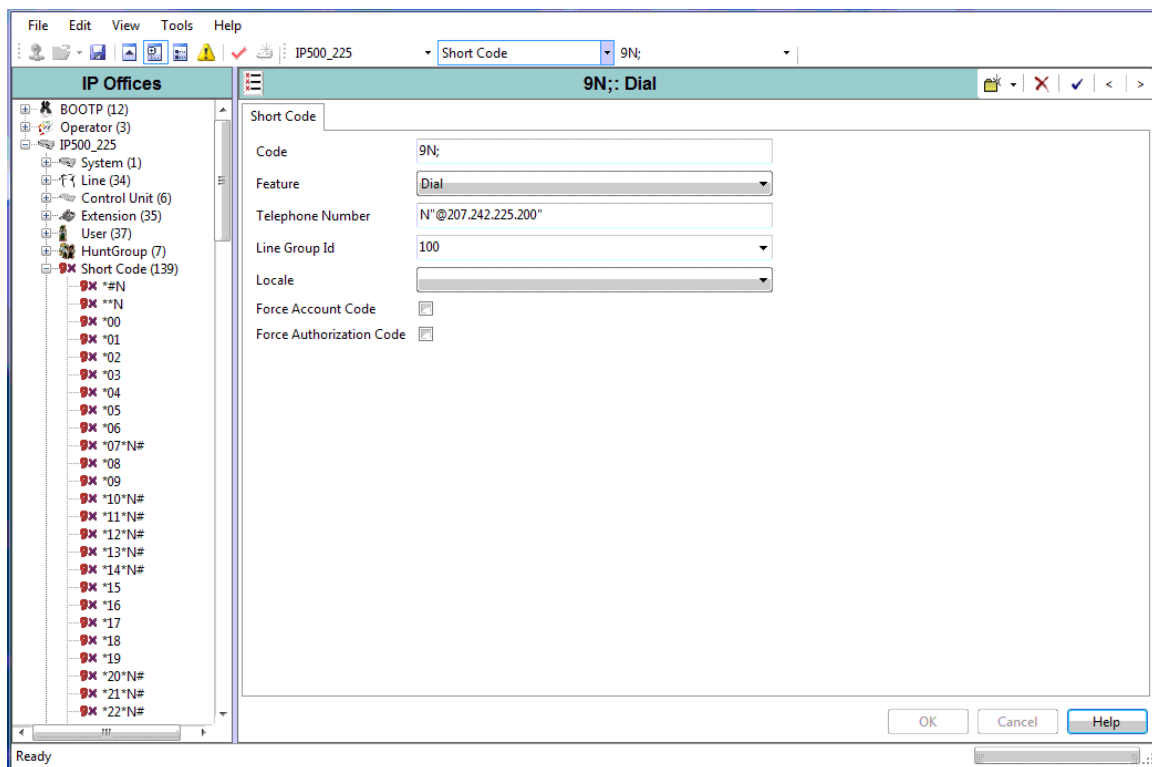 File Edit View Tools Help
IP500_225 Short Code 9N;
IP Offices
9N;: Dial
< >
BOOTP (12)
Operator (3)
IP500_225
System (1)
Line (34)
Control Unit (6)
Extension (35)
User (37)
HuntGroup (7)
Short Code (139)
*#N
**N
*00
*01
*02
*03
*04
*05
*06
*07*N#
*08
*09
*10*N#
*11*N#
*12*N#
*13*N#
*14*N#
*15
*16
*17
*18
*19
*20*N#
*21*N#
*22*N#
Short Code
Code 9N;
Feature Dial
Telephone Number N"@207.242.225.200"
Line Group Id 100
Locale
Force Account Code
Force Authorization Code
OK Cancel Help
Ready